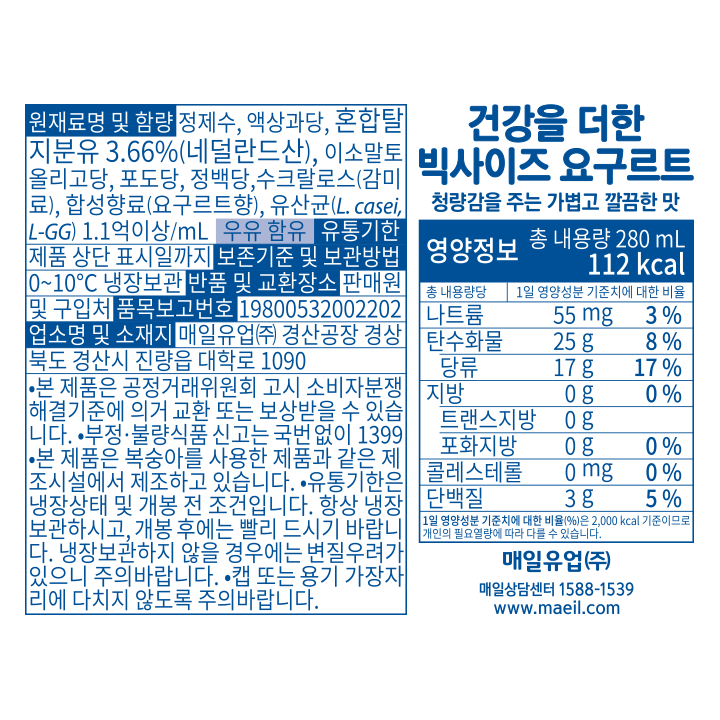 원재료명 및 함량 정제수, 액상과당, 혼합탈
지분유 3.66%(네덜란드산), 이소말토
올리고당, 포도당, 정백당,수크랄로스(감미
료), 합성향료(요구르트향), 유산균(L. casei,
L-GG) 1.1억이상/mL 우유 함유 유통기한
제품 상단 표시일까지 보존기준 및 보관방법
0~10℃ 냉장보관 반품 및 교환장소 판매원
및 구입처 품목보고번호 19800532002202
업소명 및 소재지 매일유업㈜ 경산공장 경상
북도 경산시 진량읍 대학로 1090
•본 제품은 공정거래위원회 고시 소비자분쟁
해결기준에 의거 교환 또는 보상받을 수 있습
니다. •부정·불량식품 신고는 국번없이 1399
•본 제품은 복숭아를 사용한 제품과 같은 제
조시설에서 제조하고 있습니다. •유통기한은
냉장상태 및 개봉 전 조건입니다. 항상 냉장
보관하시고, 개봉 후에는 빨리 드시기 바랍니
다. 냉장보관하지 않을 경우에는 변질우려가
있으니 주의바랍니다. •캡 또는 용기 가장자
리에 다치지 않도록 주의바랍니다.
건강을 더한
빅사이즈 요구르트
청량감을 주는 가볍고 깔끔한 맛
영양정보 총 내용량 280 mL
112 kcal
총 내용량당 1일 영양성분 기준치에 대한 비율
나트륨 55 mg 3 %
탄수화물 25 g 8 %
당류 17 g 17 %
지방 0 g 0 %
트랜스지방 0 g
포화지방 0 g 0 %
콜레스테롤 0 mg 0 %
단백질 3 g 5 %
1일 영양성분 기준치에 대한 비율(%)은 2,000 kcal 기준이므로
개인의 필요열량에 따라 다를 수 있습니다.
매일유업㈜
매일상담센터 1588-1539
www.maeil.com